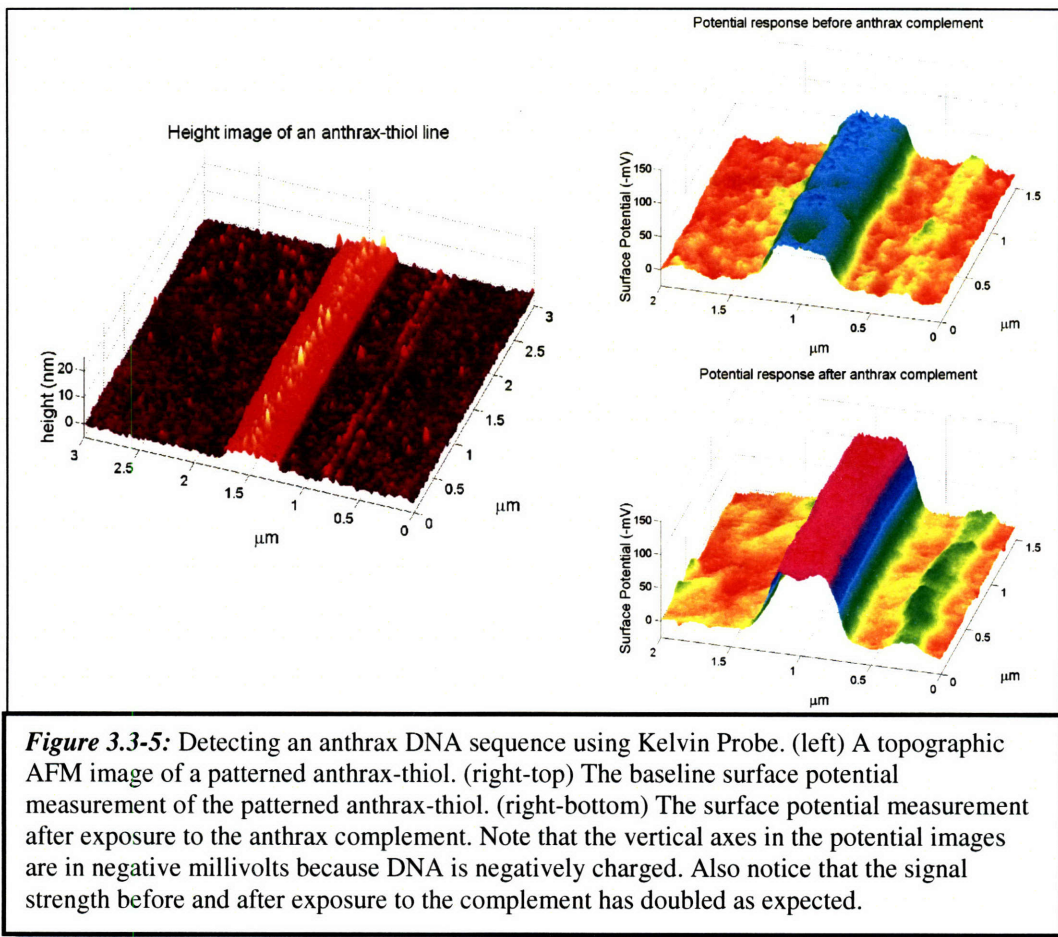 Potential response before anthrax complement
Height image of an anthrax-thiol line
Surface Potential (-mV)
150
100
50
0
2
1.5
1
0.5
0
μm
0
0.5
1
1.5
μm
height (nm)
20
10
0
3
2.5
2
1.5
1
0.5
0
μm
0
0.5
1
1.5
2
2.5
3
μm
Potential response after anthrax complement
Surface Potential (-mV)
150
100
50
0
2
1.5
1
0.5
0
μm
0
0.5
1
1.5
μm
Figure 3.3-5: Detecting an anthrax DNA sequence using Kelvin Probe. (left) A topographic
AFM image of a patterned anthrax-thiol. (right-top) The baseline surface potential
measurement of the patterned anthrax-thiol. (right-bottom) The surface potential measurement
after exposure to the anthrax complement. Note that the vertical axes in the potential images
are in negative millivolts because DNA is negatively charged. Also notice that the signal
strength before and after exposure to the complement has doubled as expected.